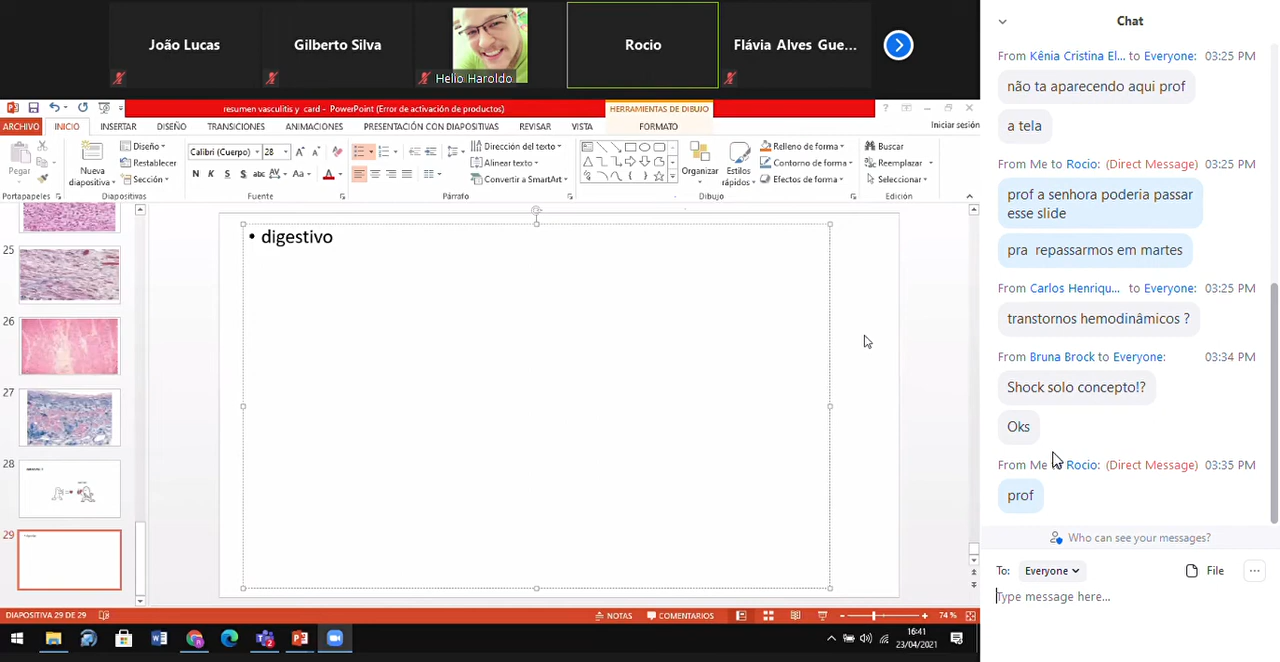 João Lucas
Gilberto Silva
Helio Haroldo
Rocio
Flávia Alves Gue...
resumen vasculitis y card - PowerPoint (Error de activación de productos)
HERRAMIENTAS DE DIBUJO
ARCHIVO INICIO INSERTAR DISEÑO TRANSICIONES ANIMACIONES PRESENTACIÓN CON DIAPOSITIVAS REVISAR VISTA FORMATO
Iniciar sesión
Pegar
Nueva
diapositiva
Diseño
Restablecer
Sección
Calibri (Cuerpo) 28
N K S S abc AV Aa A
Dirección del texto
Alinear texto
Convertir a SmartArt
Organizar
Estilos
rápidos
Relleno de forma
Contorno de forma
Efectos de forma
Buscar
Reemplazar
Seleccionar
Portapapeles Diapositivas Fuente Párrafo Dibujo Edición
25
26
27
28
29
• digestivo
DIAPOSITIVA 29 DE 29
NOTAS COMENTARIOS 74 %
16:41
23/04/2021
Chat
From Kênia Cristina El... to Everyone: 03:25 PM
não ta aparecendo aqui prof
a tela
From Me to Rocio: (Direct Message) 03:25 PM
prof a senhora poderia passar
esse slide
pra repassarmos em martes
From Carlos Henriqu... to Everyone: 03:25 PM
transtornos hemodinâmicos ?
From Bruna Brock to Everyone: 03:34 PM
Shock solo concepto!?
Oks
From Me Rocio: (Direct Message) 03:35 PM
prof
Who can see your messages?
To: Everyone File ...
Type message here...